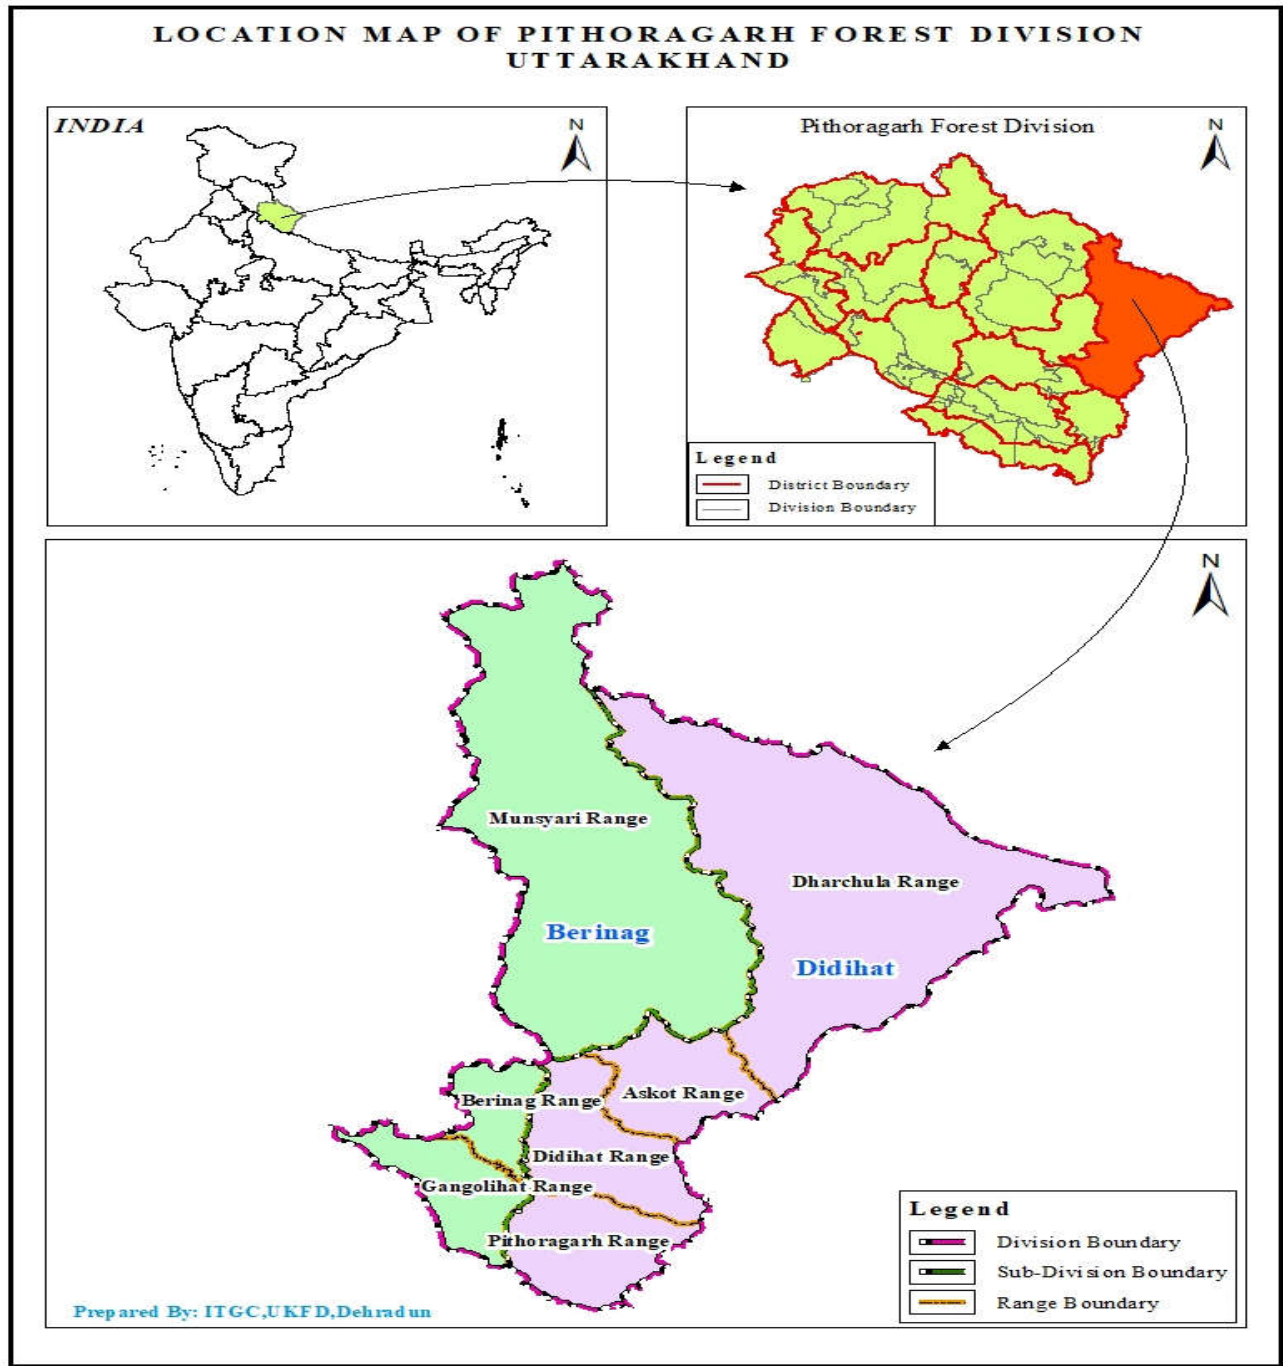 LOCATION MAP OF PITHORAGARH FOREST DIVISION
UTTARAKHAND
INDIA
N
Pithoragarh Forest Division
N
Legend
District Boundary
Division Boundary
N
Munsyari Range
Dharchula Range
Berinag
Didihat
Askot Range
Berinag Range
Didihat Range
Gangolihat Range
Pithoragarh Range
Legend
Division Boundary
Sub-Division Boundary
Range Boundary
Prepared By: ITGC,UKFD,Dehradun